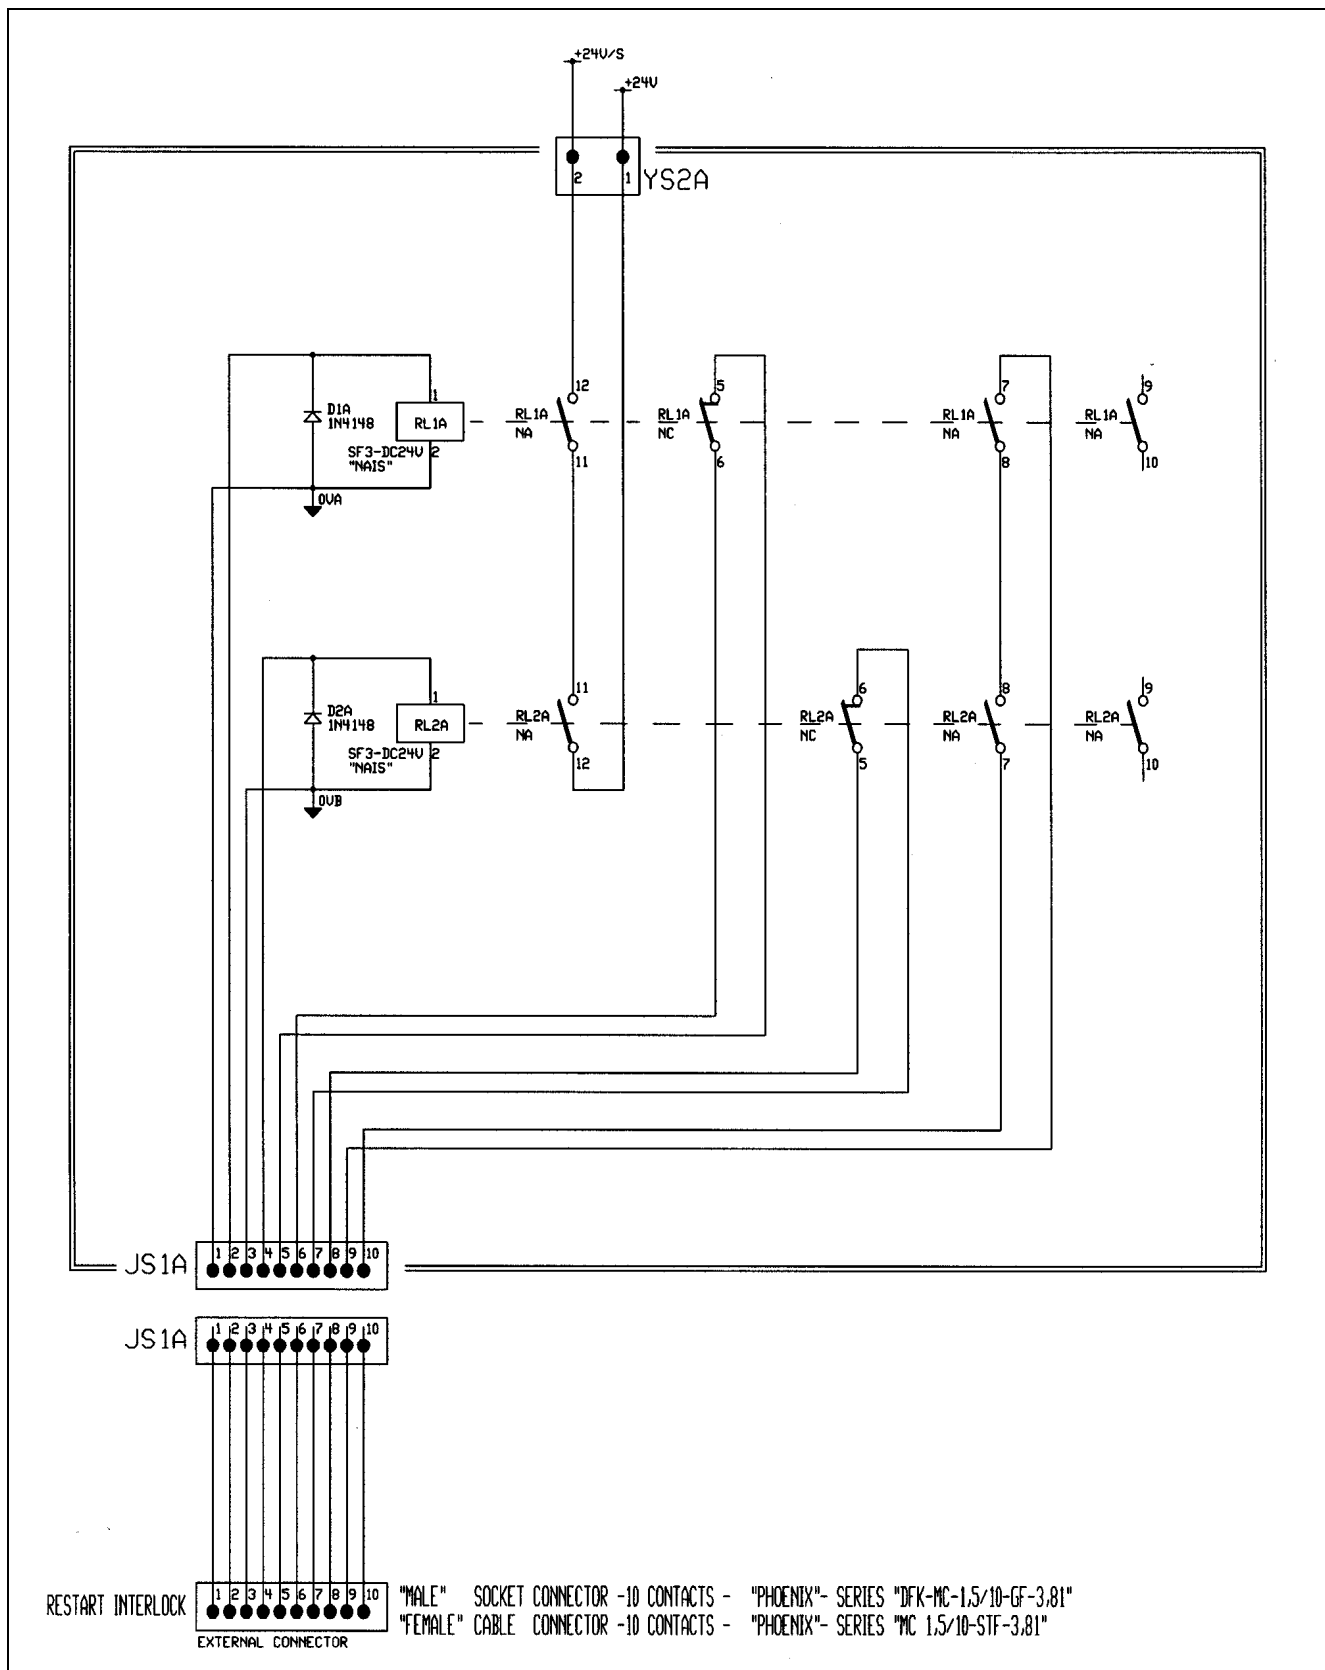 +24V/S
+24V
2 1 YS2A
1 12 5 7 9
D1A RL1A RL1A RL1A RL1A
1N4148 RL1A NA NC NA NA
SF3-DC24V 2 11 6 8 10
"NAIS"
0VA
6
1 11 8 9
D2A RL2A RL2A RL2A RL2A
1N4148 RL2A NA NC NA NA
SF3-DC24V 2 12 5 7 10
"NAIS"
0VB
JS1A 1 2 3 4 5 6 7 8 9 10
JS1A 1 2 3 4 5 6 7 8 9 10
RESTART INTERLOCK 1 2 3 4 5 6 7 8 9 10
"MALE" SOCKET CONNECTOR -10 CONTACTS - "PHOENIX"- SERIES "DFK-MC-1,5/10-GF-3,81"
"FEMALE" CABLE CONNECTOR -10 CONTACTS - "PHOENIX"- SERIES "MC 1,5/10-STF-3,81"
EXTERNAL CONNECTOR